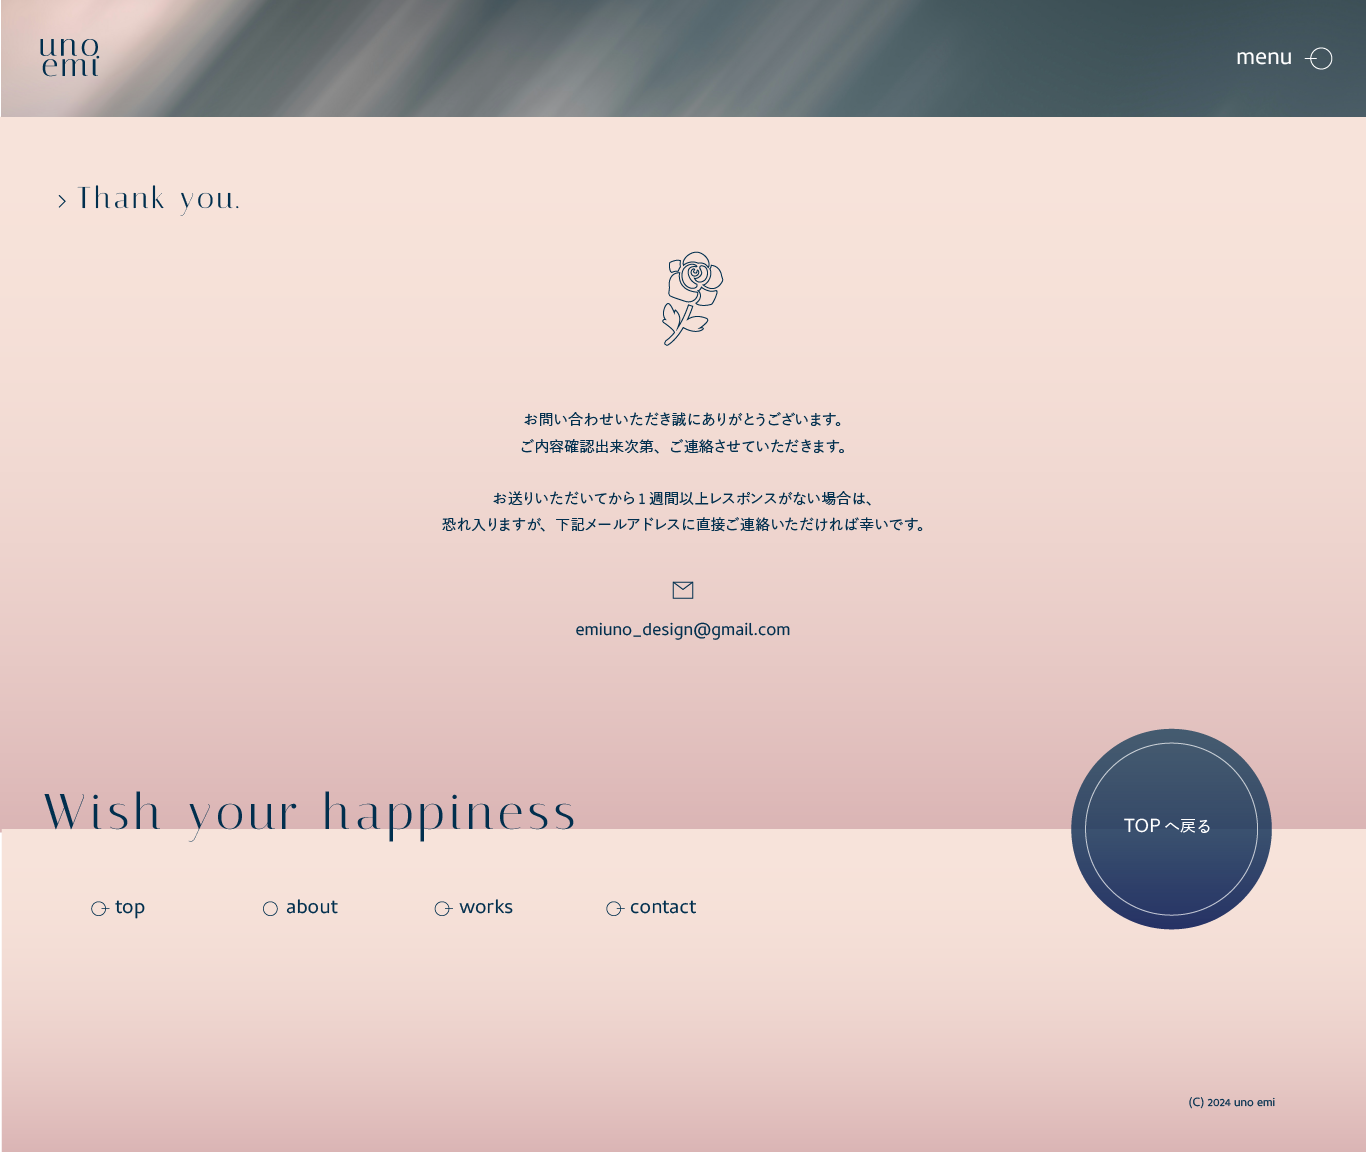 uno
emi
menu
Thank you.
お問い合わせいただき誠にありがとうございます。
ご内容確認出来次第、ご連絡させていただきます。
お送りいただいてから1週間以上レスポンスがない場合は、
恐れ入りますが、下記メールアドレスに直接ご連絡いただければ幸いです。
emiuno_design@gmail.com
Wish your happiness
TOPへ戻る
top
about
works
contact
(C) 2024 uno emi